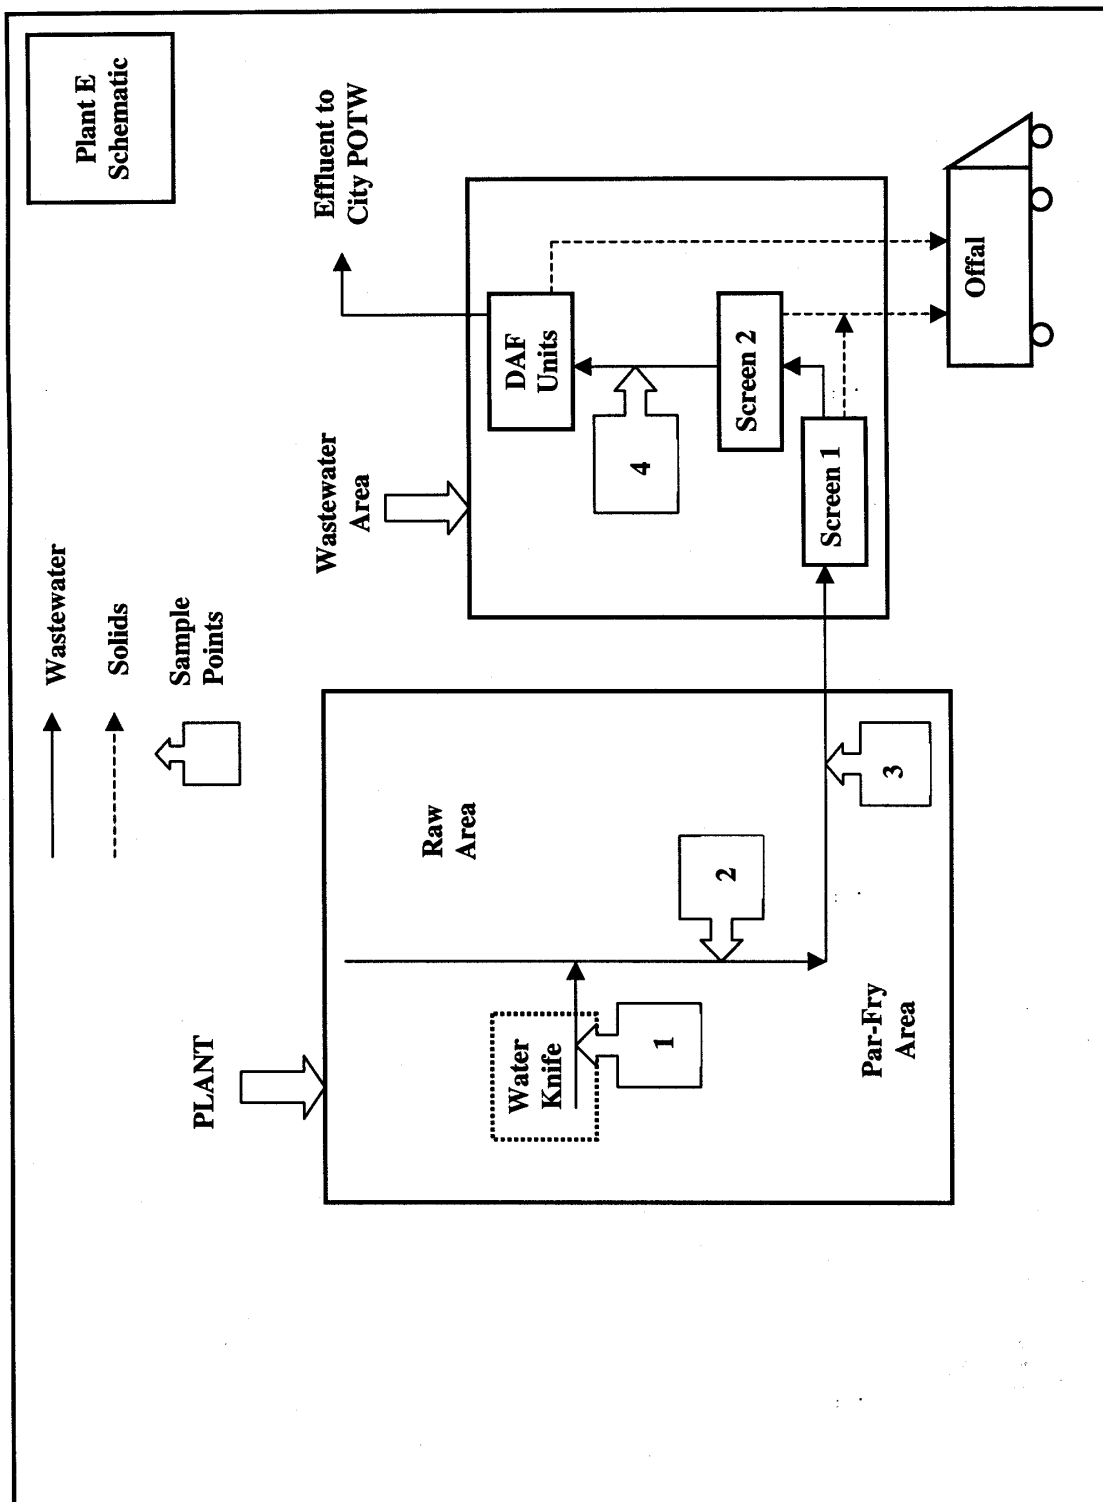 Plant E
Schematic
Wastewater
Solids
Sample
Points
PLANT
Wastewater
Area
Effluent to
City POTW
Raw
Area
Water
Knife
1
2
3
Par-Fry
Area
DAF
Units
4
Screen 2
Screen 1
Offal